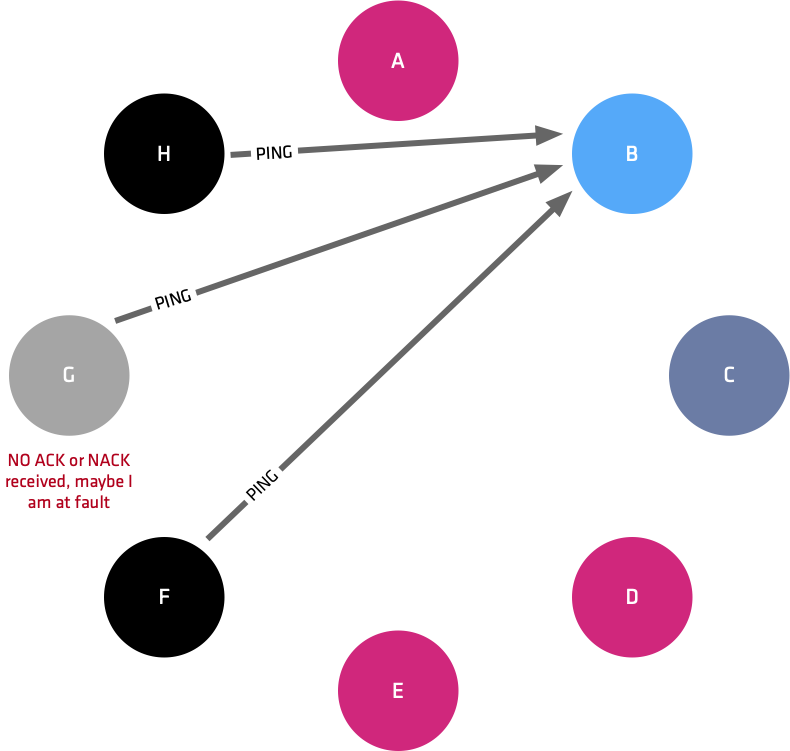 A
H
PING
B
PING
G
C
NO ACK or NACK
received, maybe I
am at fault
PING
F
D
E